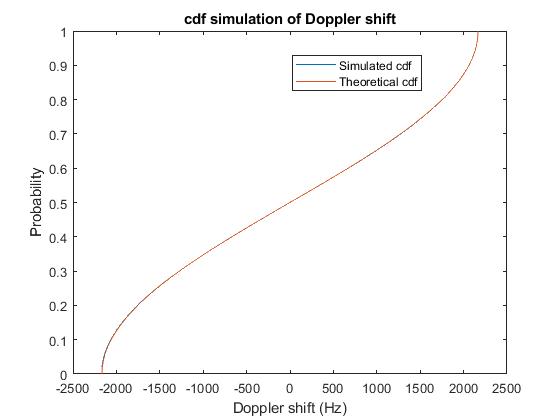 cdf simulation of Doppler shift
1
0.9
0.8
0.7
0.6
0.5
0.4
0.3
0.2
0.1
0
Probability
Simulated cdf
Theoretical cdf
-2500 -2000 -1500 -1000 -500 0 500 1000 1500 2000 2500
Doppler shift (Hz)